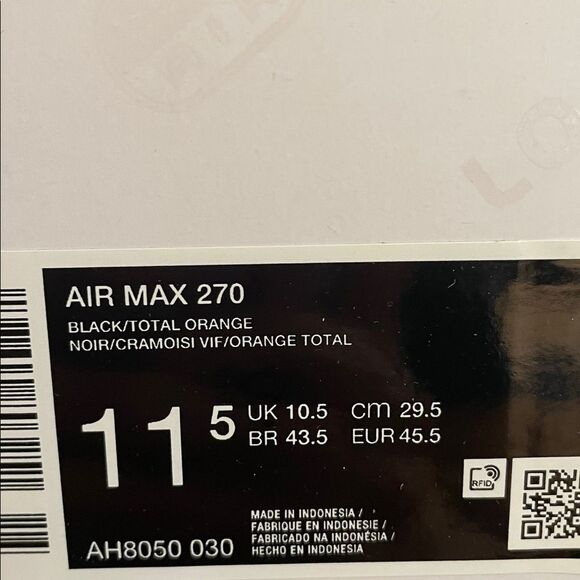 LO
AIR MAX 270
BLACK/TOTAL ORANGE
NOIR/CRAMOISI VIF/ORANGE TOTAL
11 5
UK 10.5 cm 29.5
BR 43.5 EUR 45.5
RFID
MADE IN INDONESIA /
FABRIQUE EN INDONESIE /
FABRICADO NA INDONÉSIA /
HECHO EN INDONESIA
AH8050 030